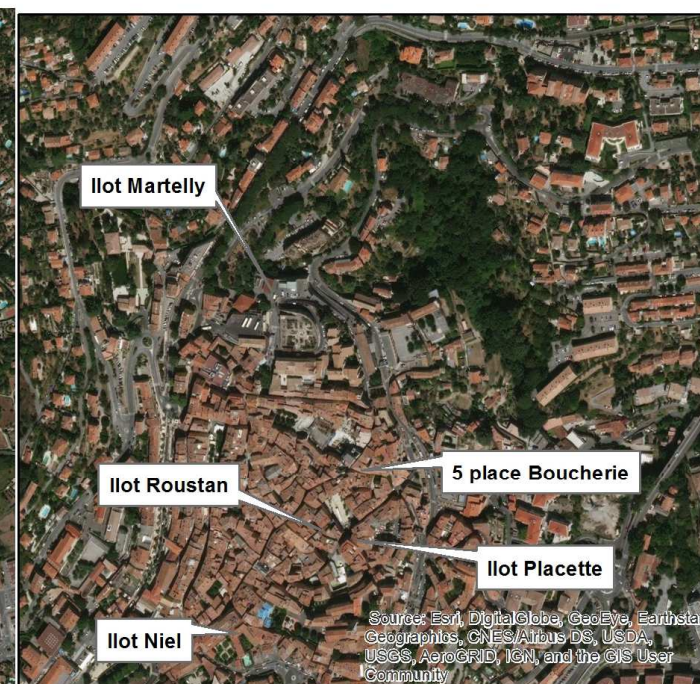 Ilot Martelly
5 place Boucherie
Ilot Roustan
Ilot Placette
Ilot Niel
Source: Esri, DigitalGlobe, GeoEye, Earthsta
Geographics, CNES/Airbus DS, USDA,
USGS, AeroGRID, IGN, and the GIS User
Community